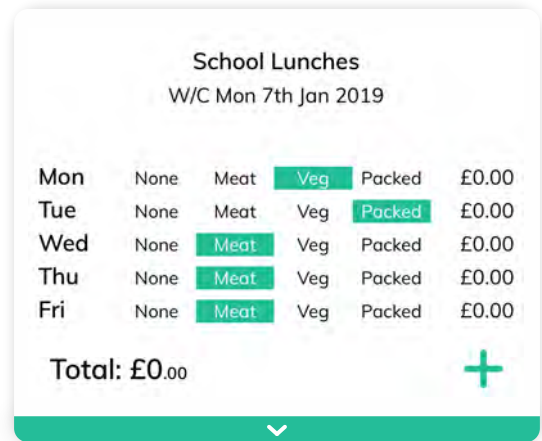 School Lunches
W/C Mon 7th Jan 2019
Mon None Meat Veg Packed £0.00
Tue None Meat Veg Packed £0.00
Wed None Meat Veg Packed £0.00
Thu None Meat Veg Packed £0.00
Fri None Meat Veg Packed £0.00
Total: £0.00